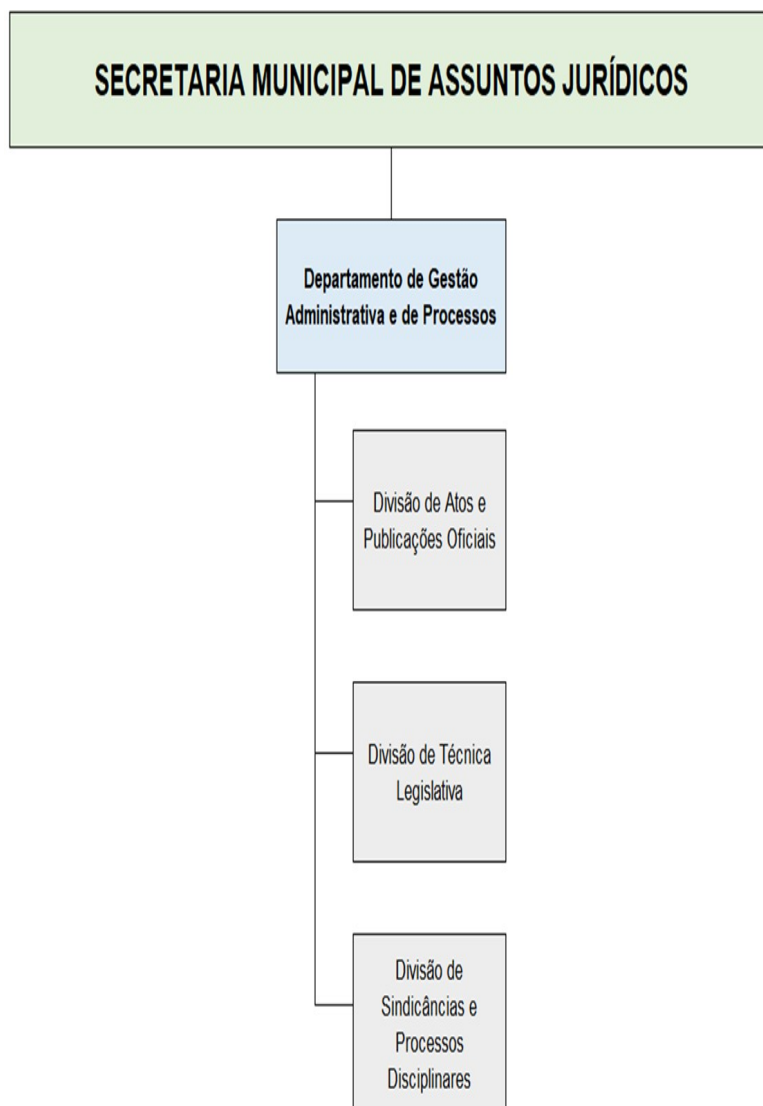 SECRETARIA MUNICIPAL DE ASSUNTOS JURÍDICOS
Departamento de Gestão
Administrativa e de Processos
Divisão de Atos e
Publicações Oficiais
Divisão de Técnica
Legislativa
Divisão de
Sindicâncias e
Processos
Disciplinares